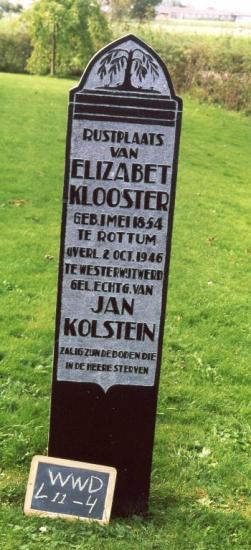 RUSTPLAATS
VAN
ELIZABET
KLOOSTER
GEB.1 MEI 1854
TE ROTTUM
OVERL. 2 OCT. 1946
TE WESTERWIJTWERD
GEL. ECHTG. VAN
JAN
KOLSTEIN
ZALIG ZIJN DE DODEN DIE
IN DE HEERE STERVEN
WWD
L 11-4